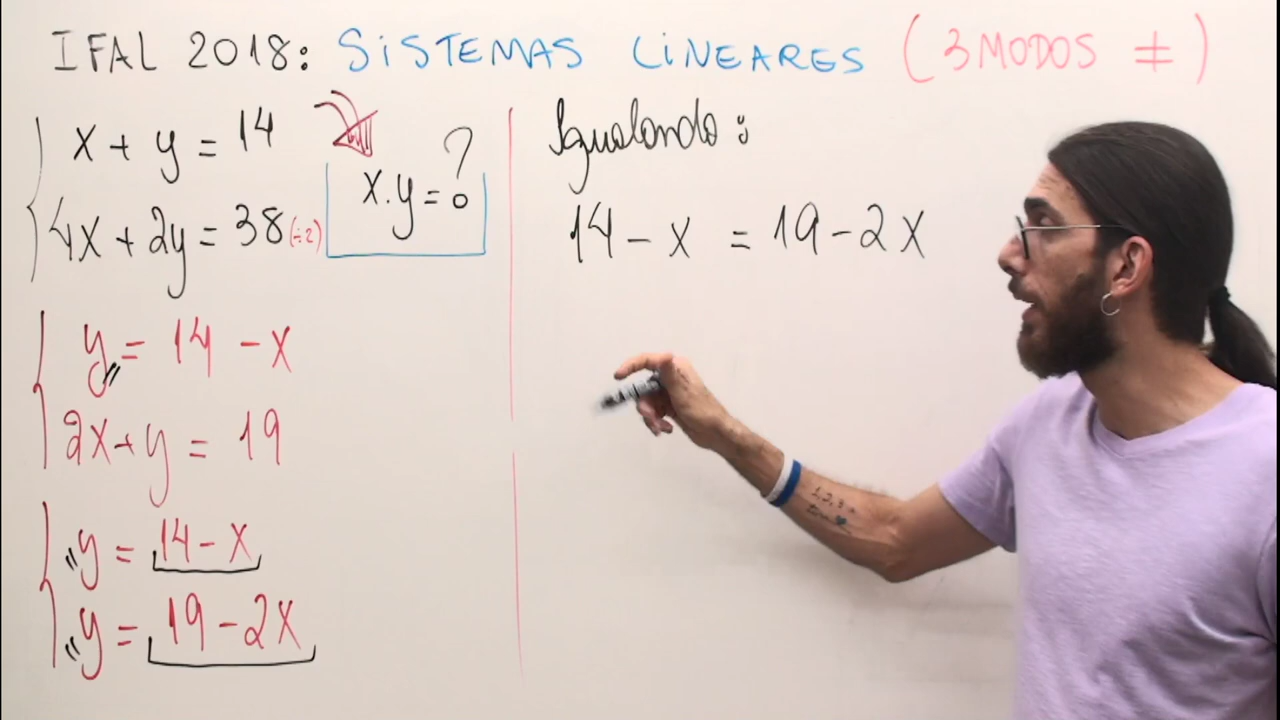 IFAL 2018: SISTEMAS LINEARES (3 MODOS ≠)
x + y = 14
4x + 2y = 38 (÷2)
x.y = ?
y = 14 - x
2x + y = 19
y = 14 - x
y = 19 - 2x
Igualando:
14 - x = 19 - 2x